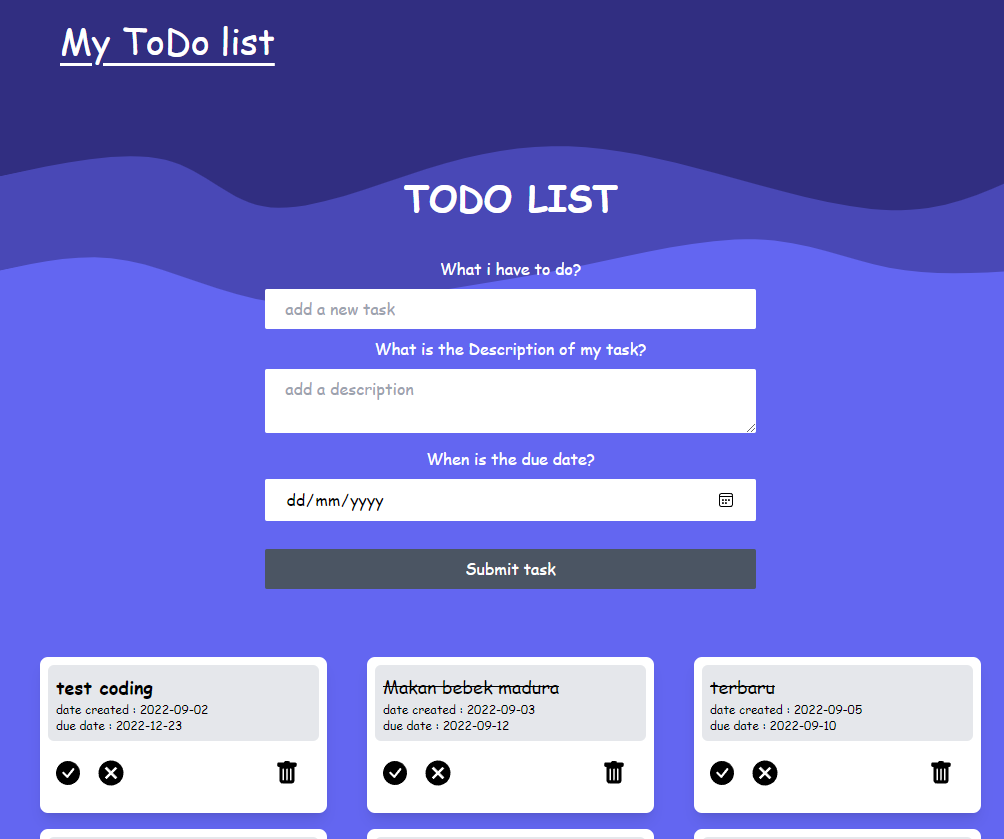 My ToDo list
TODO LIST
What i have to do?
add a new task
What is the Description of my task?
add a description
When is the due date?
dd/mm/yyyy
Submit task
test coding
date created : 2022-09-02
due date : 2022-12-23
Makan bebek madura
date created : 2022-09-03
due date : 2022-09-12
terbaru
date created : 2022-09-05
due date : 2022-09-10